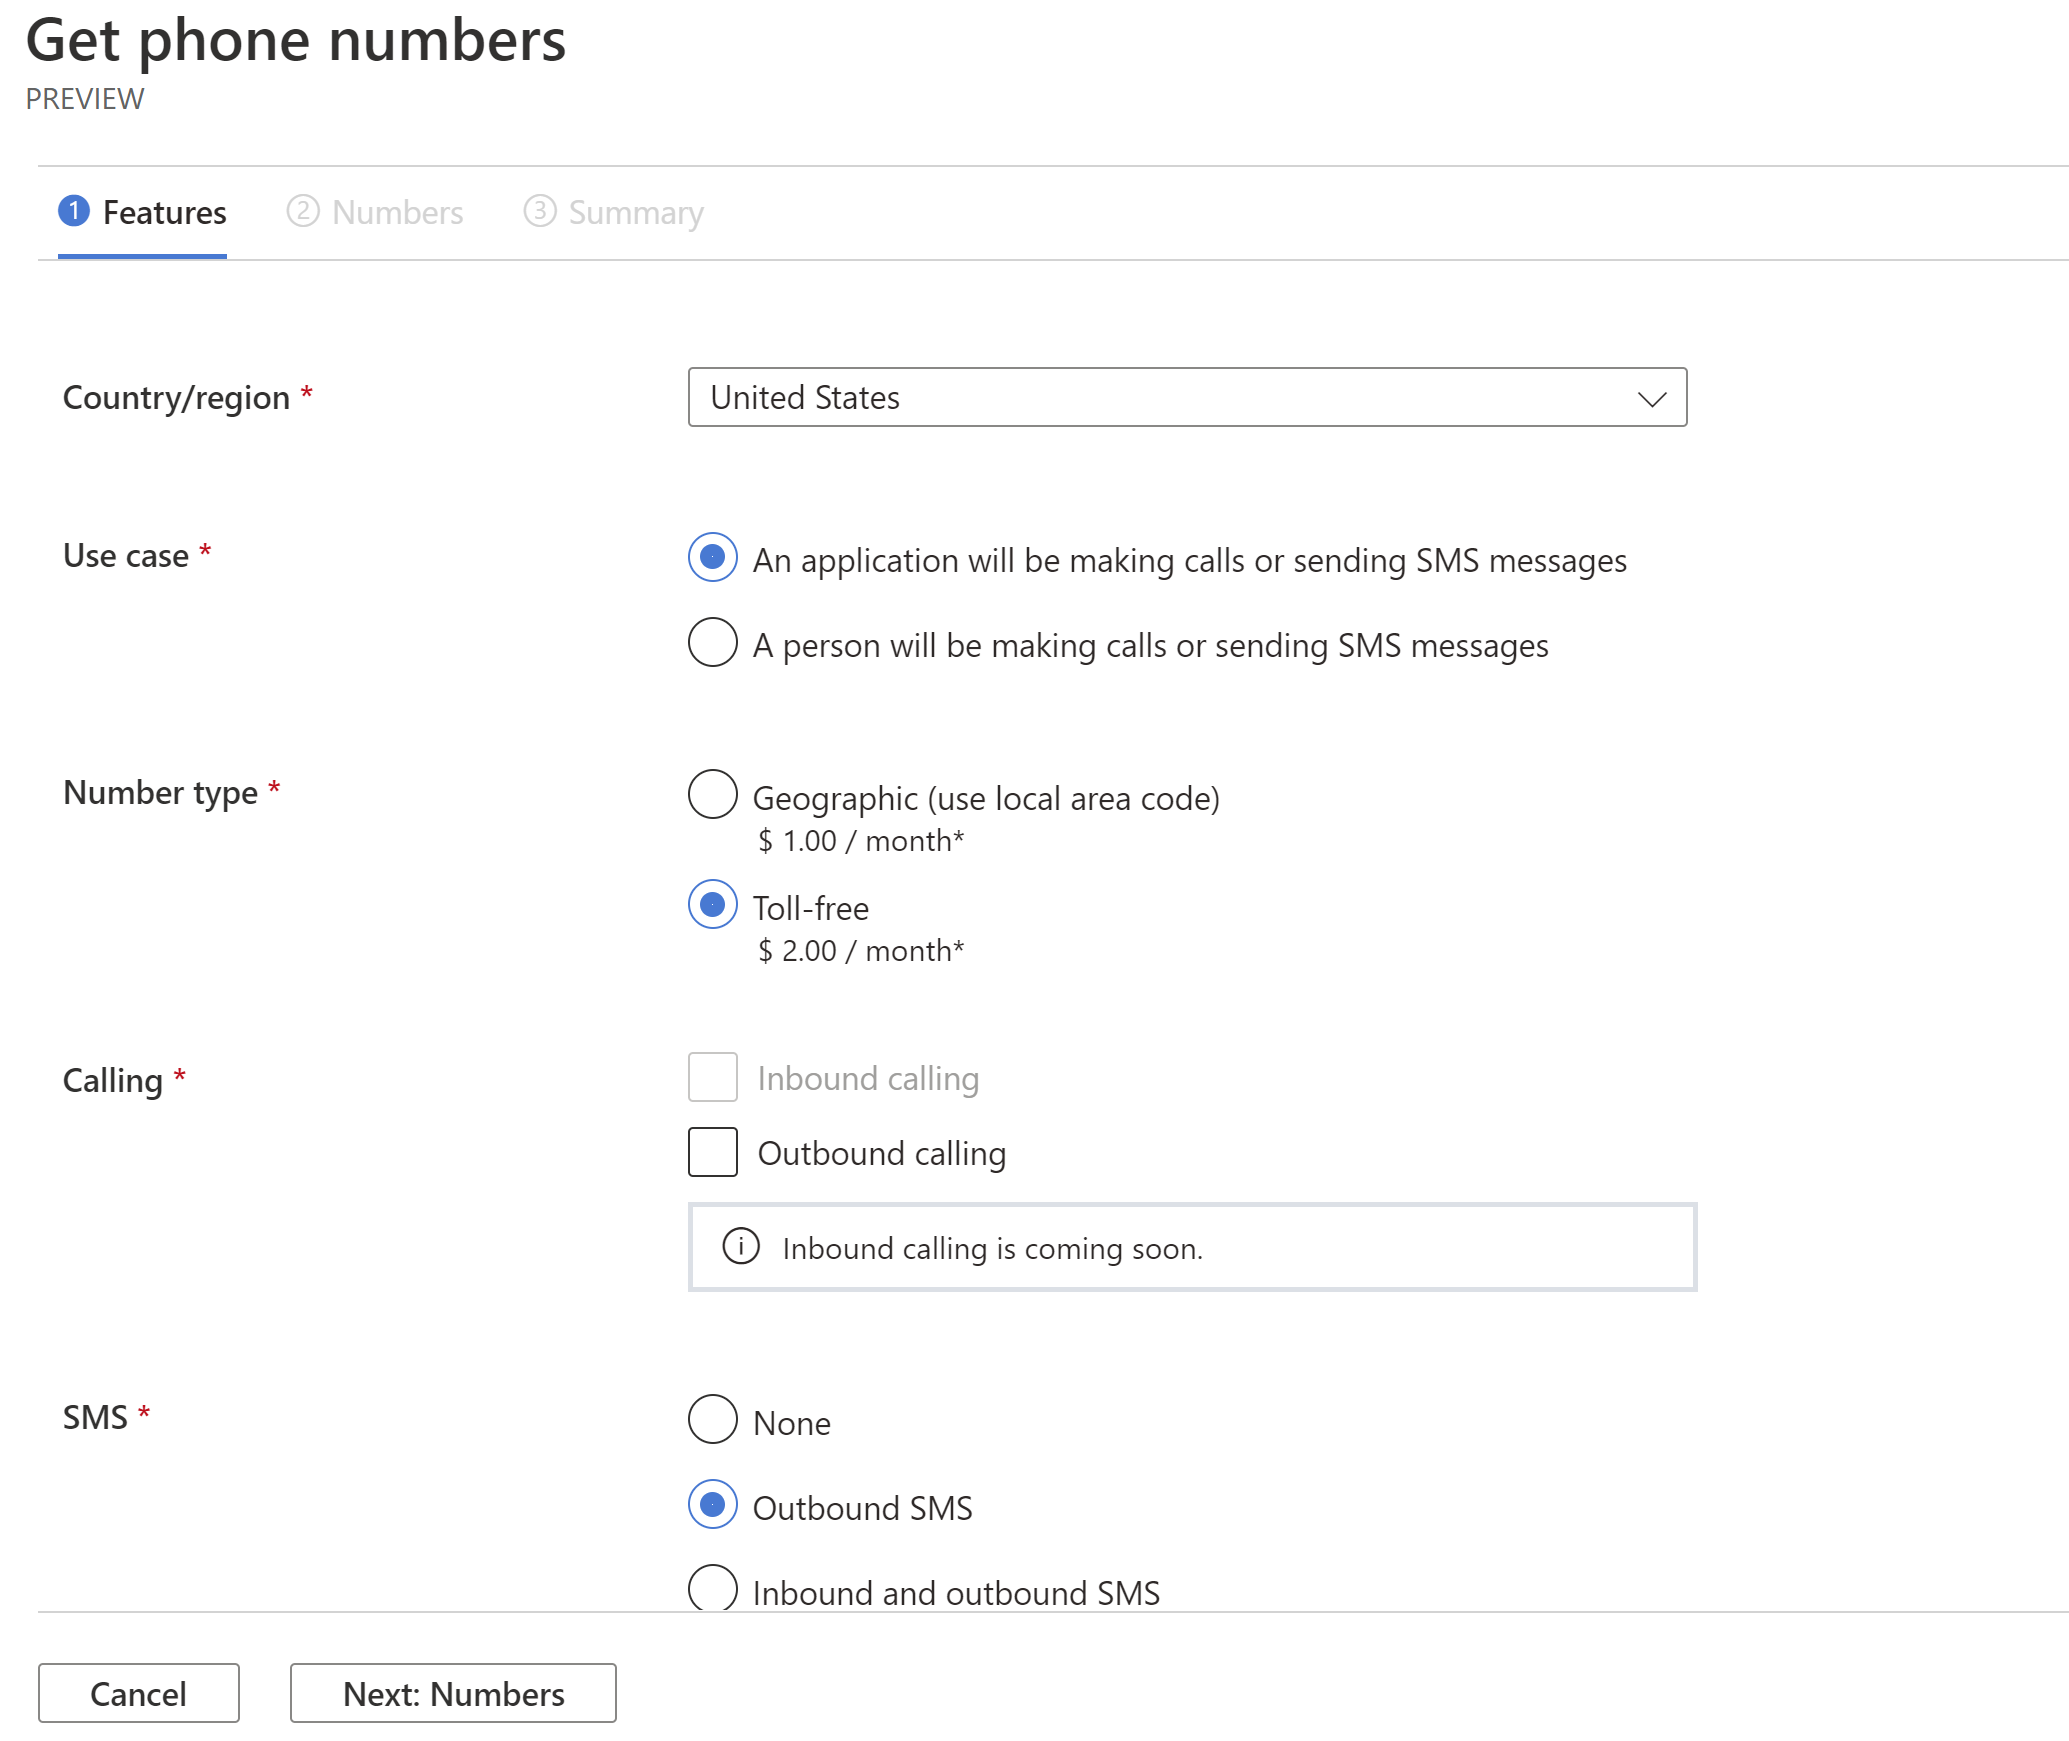 Get phone numbers
PREVIEW
1 Features 2 Numbers 3 Summary
Country/region * United States
Use case * An application will be making calls or sending SMS messages
A person will be making calls or sending SMS messages
Number type * Geographic (use local area code)
$ 1.00 / month*
Toll-free
$ 2.00 / month*
Calling * Inbound calling
Outbound calling
Inbound calling is coming soon.
SMS * None
Outbound SMS
Inbound and outbound SMS
Cancel Next: Numbers